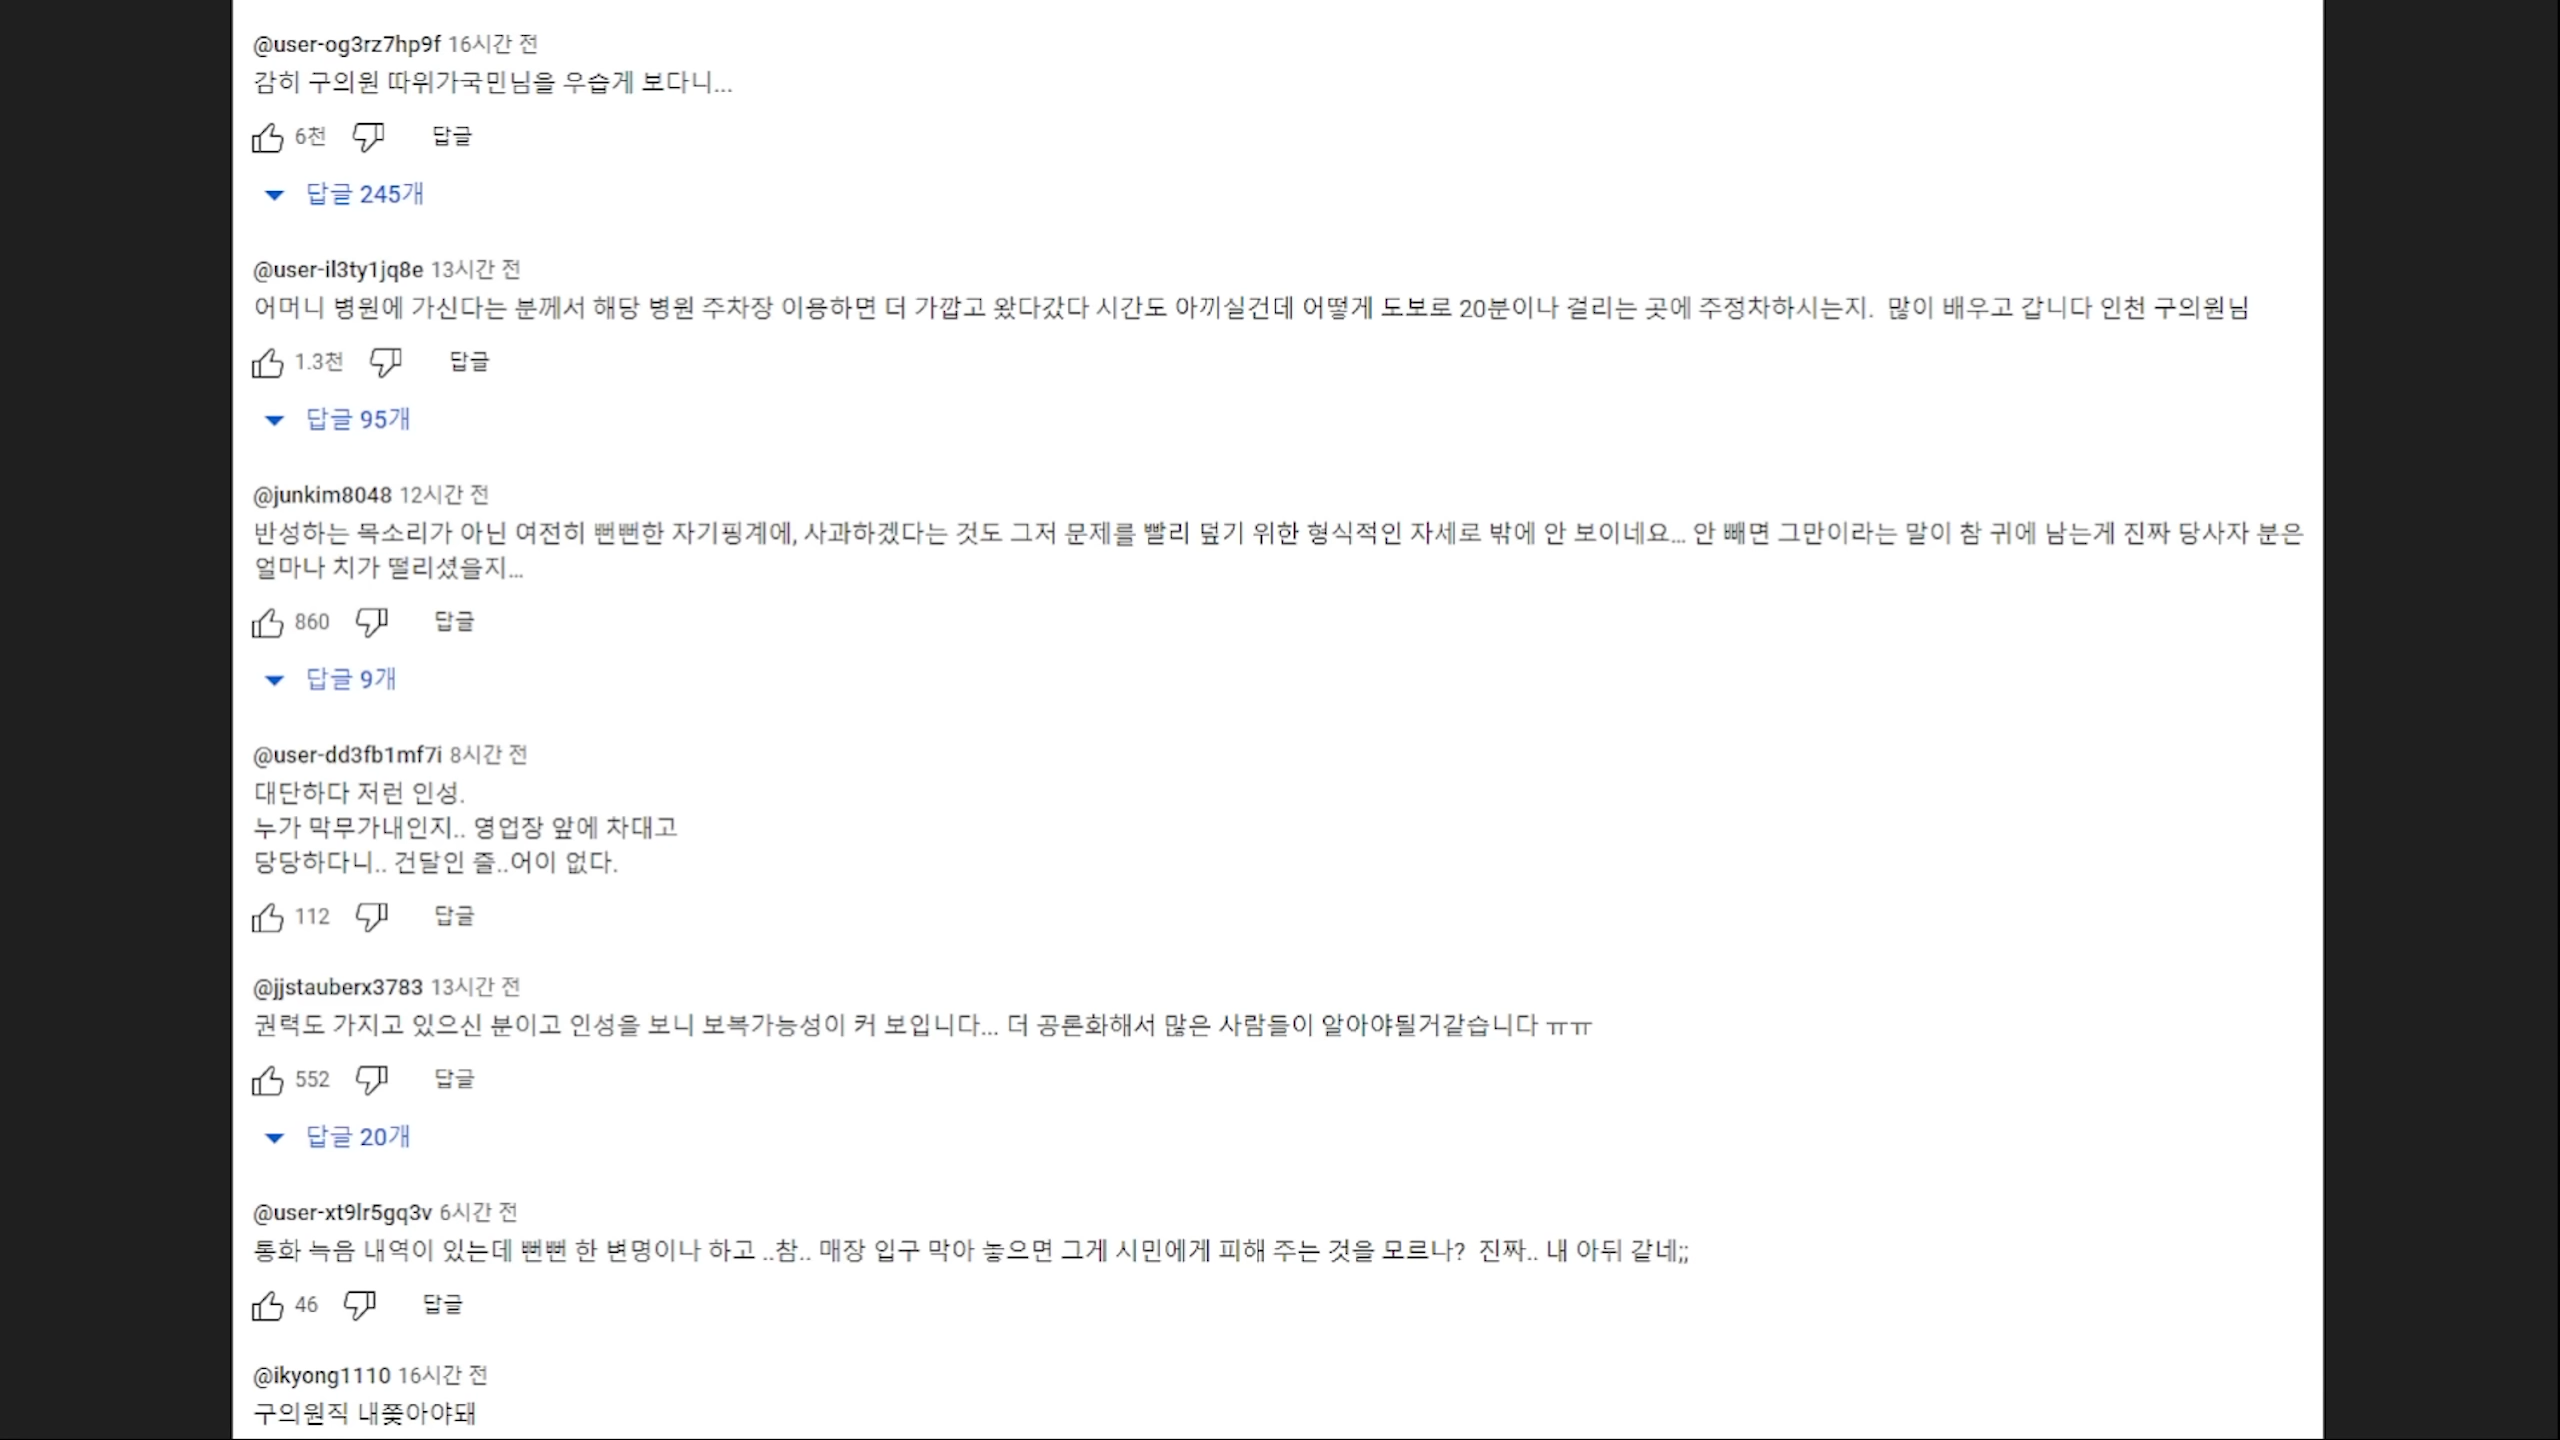 @user-og3rz7hp9f 16시간 전
감히 구의원 따위가국민님을 우습게 보다니...
6천 답글
답글 245개
@user-il3ty1jq8e 13시간 전
어머니 병원에 가신다는 분께서 해당 병원 주차장 이용하면 더 가깝고 왔다갔다 시간도 아끼실건데 어떻게 도보로 20분이나 걸리는 곳에 주정차하시는지. 많이 배우고 갑니다 인천 구의원님
1.3천 답글
답글 95개
@junkim8048 12시간 전
반성하는 목소리가 아닌 여전히 뻔뻔한 자기핑계에, 사과하겠다는 것도 그저 문제를 빨리 덮기 위한 형식적인 자세로 밖에 안 보이네요... 안 빼면 그만이라는 말이 참 귀에 남는게 진짜 당사자 분은
얼마나 치가 떨리셨을지...
860 답글
답글 9개
@user-dd3fb1mf7i 8시간 전
대단하다 저런 인성.
누가 막무가내인지.. 영업장 앞에 차대고
당당하다니.. 건달인 줄..어이 없다.
112 답글
@jjstauberx3783 13시간 전
권력도 가지고 있으신 분이고 인성을 보니 보복가능성이 커 보입니다... 더 공론화해서 많은 사람들이 알아야될거같습니다 ㅠㅠ
552 답글
답글 20개
@user-xt9lr5gq3v 6시간 전
통화 녹음 내역이 있는데 뻔뻔 한 변명이나 하고 ..참.. 매장 입구 막아 놓으면 그게 시민에게 피해 주는 것을 모르나? 진짜.. 내 아뒤 같네;;
46 답글
@ikyong1110 16시간 전
구의원직 내쫒아야돼